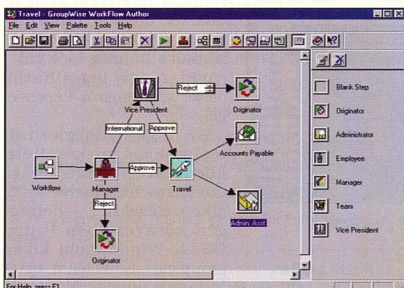 Travel - GroupWise WorkFlow Author
File Edit View Palette Tools Help
Vice President
Reject
Originator
International
Approve
Accounts Payable
Workflow
Manager
Approve
Travel
Reject
Admin. Asst
Originator
Blank Step
Originator
Administrator
Employee
Manager
Team
Vice President
For Help, press F1